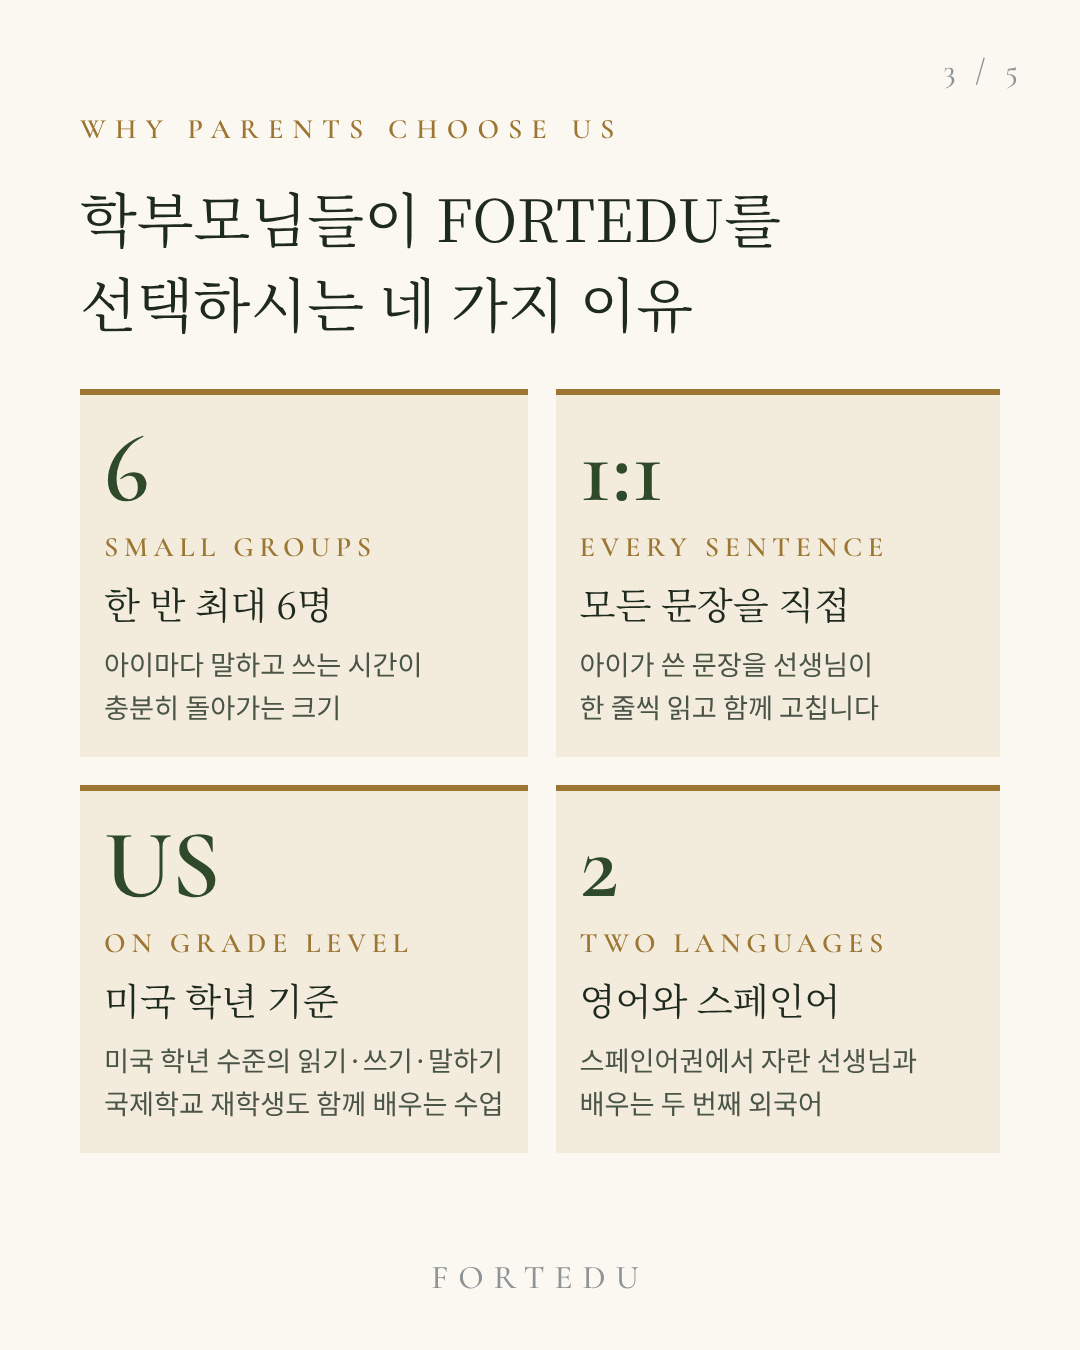 3 / 5
WHY PARENTS CHOOSE US
학부모님들이 FORTEDU를
선택하시는 네 가지 이유
6
SMALL GROUPS
한 반 최대 6명
아이마다 말하고 쓰는 시간이
충분히 돌아가는 크기
1:1
EVERY SENTENCE
모든 문장을 직접
아이가 쓴 문장을 선생님이
한 줄씩 읽고 함께 고칩니다
US
ON GRADE LEVEL
미국 학년 기준
미국 학년 수준의 읽기·쓰기·말하기
국제학교 재학생도 함께 배우는 수업
2
TWO LANGUAGES
영어와 스페인어
스페인어권에서 자란 선생님과
배우는 두 번째 외국어
FORTEDU